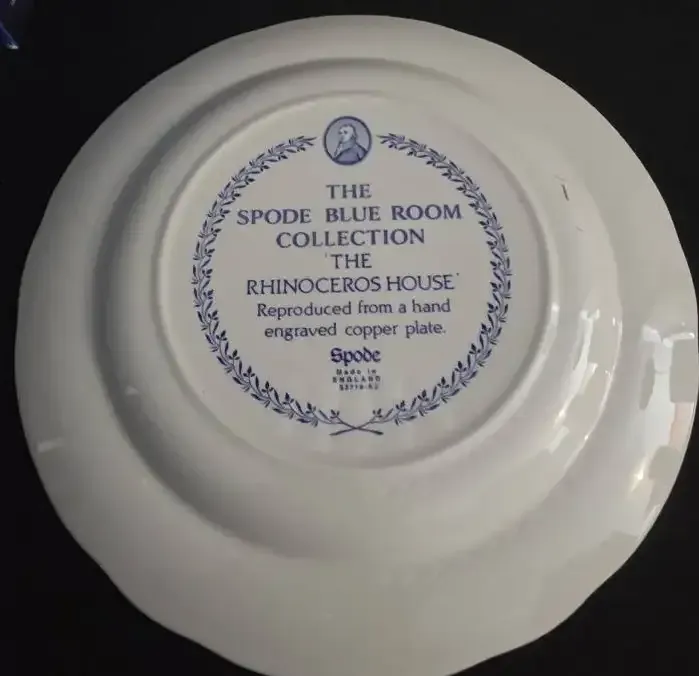 THE
SPODE BLUE ROOM
COLLECTION
'THE
RHINOCEROS HOUSE'
Reproduced from a hand
engraved copper plate.
Spode
Made in
ENGLAND